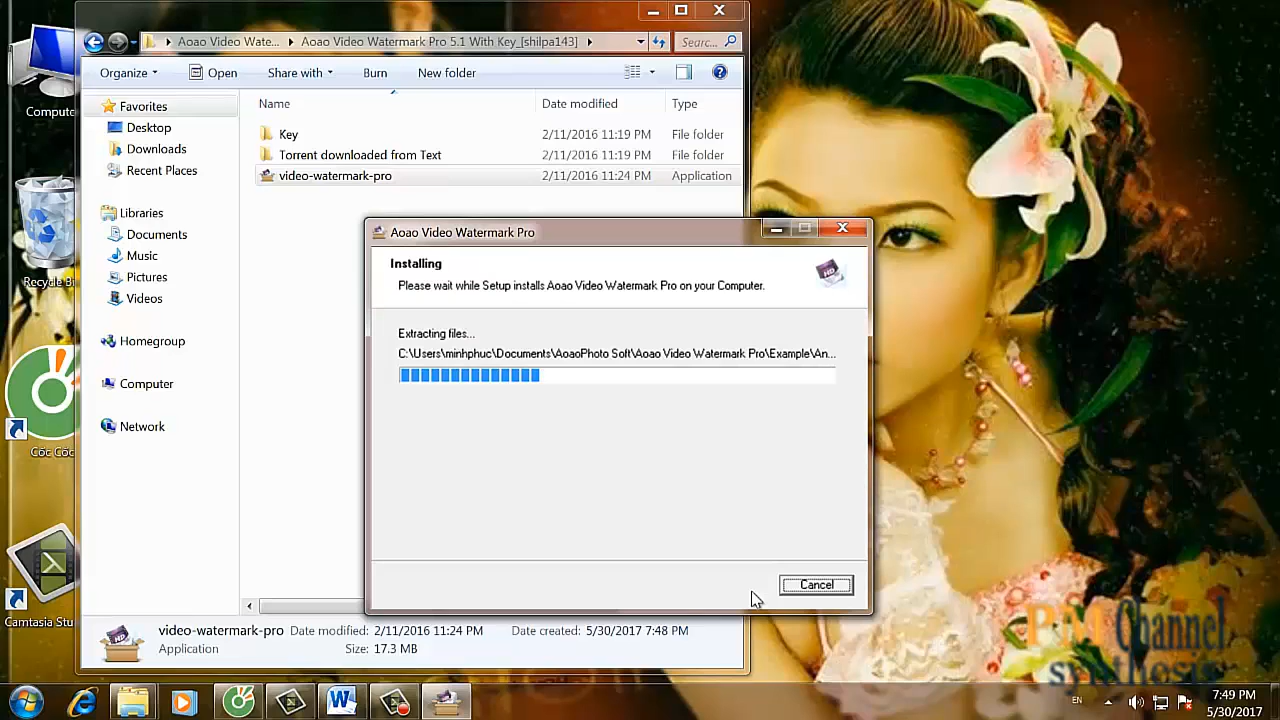 Computer
Recycle Bin
Cốc Cốc
Camtasia Stu
Aoao Video Wate...
Aoao Video Watermark Pro 5.1 With Key_[shilpa143]
Searc...
Organize
Open
Share with
Burn
New folder
Favorites
Desktop
Downloads
Recent Places
Libraries
Documents
Music
Pictures
Videos
Homegroup
Computer
Network
Name Date modified Type
Key 2/11/2016 11:19 PM File folder
Torrent downloaded from Text 2/11/2016 11:19 PM File folder
video-watermark-pro 2/11/2016 11:24 PM Application
Aoao Video Watermark Pro
Installing
Please wait while Setup installs Aoao Video Watermark Pro on your Computer.
HD
Extracting files...
C:\Users\minhphuc\Documents\AoaoPhoto Soft\Aoao Video Watermark Pro\Example\An...
Cancel
video-watermark-pro Date modified: 2/11/2016 11:24 PM Date created: 5/30/2017 7:48 PM
Application Size: 17.3 MB
PJM Channel
synthesis
EN
7:49 PM
5/30/2017